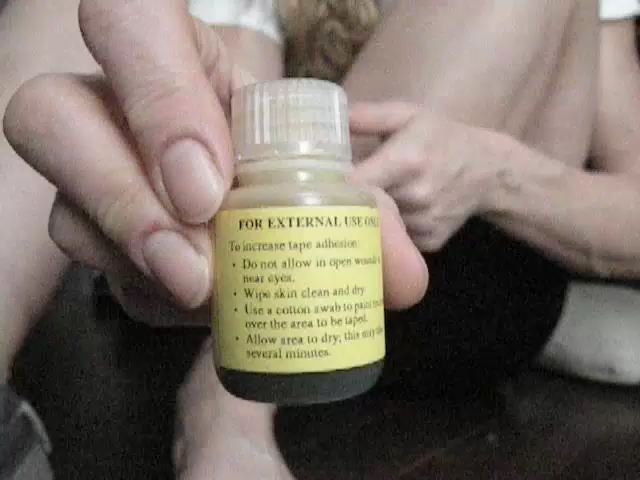 FOR EXTERNAL USE
To increase tape adhesion:
• Do not allow in open
near eyes.
• Wipe skin clean and dry
• Use a cotton swab to
over the area to be taped.
• Allow area to dry; this
several minutes.